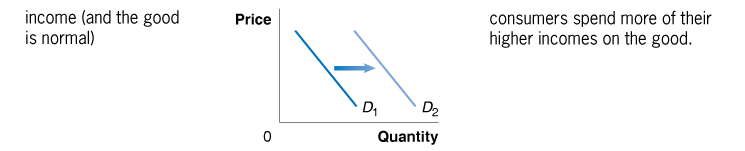 income (and the good
is normal)
Price
D1
D2
0
Quantity
consumers spend more of their
higher incomes on the good.